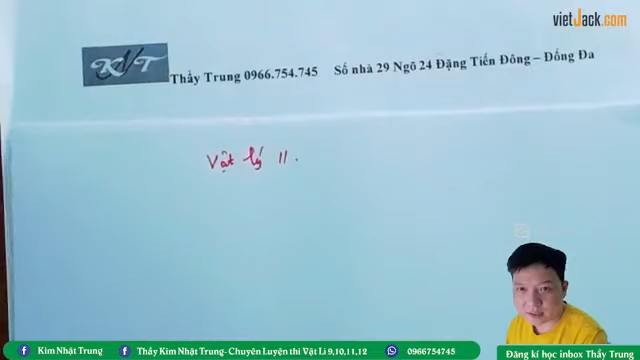 vietJack.com
KNT
Thầy Trung 0966.754.745 Số nhà 29 Ngõ 24 Đặng Tiến Đông – Đống Đa
Vật lý 11.
Kim Nhật Trung
Thầy Kim Nhật Trung- Chuyên Luyện thi Vật Lí 9,10,11,12
0966754745
Đăng kí học inbox Thầy Trung